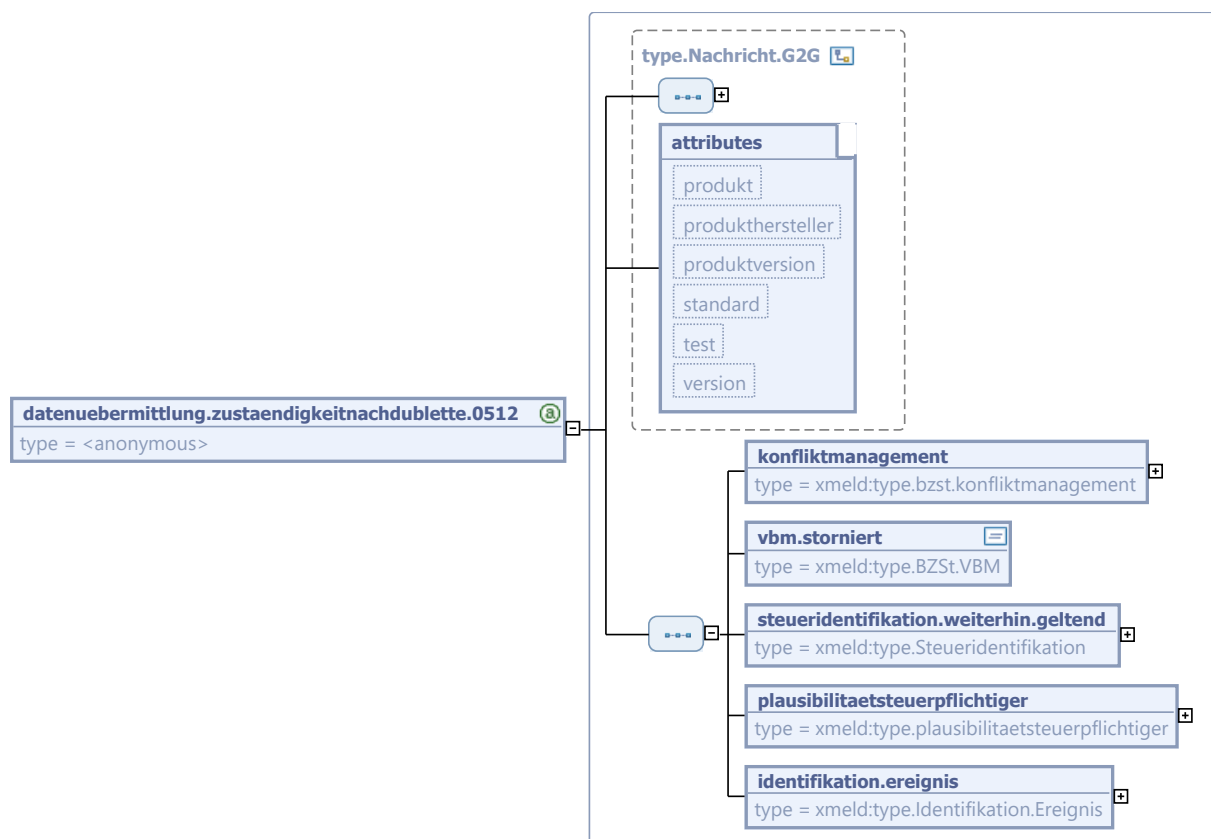 type.Nachricht.G2G
attributes
produkt
produkthersteller
produktversion
standard
test
version
datenuebermittlung.zustaendigkeitnachdublette.0512
type = <anonymous>
konfliktmanagement
type = xmeld:type.bzst.konfliktmanagement
vbm.storniert
type = xmeld:type.BZSt.VBM
steueridentifikation.weiterhin.geltend
type = xmeld:type.Steueridentifikation
plausibilitaetsteuerpflichtiger
type = xmeld:type.plausibilitaetsteuerpflichtiger
identifikation.ereignis
type = xmeld:type.Identifikation.Ereignis